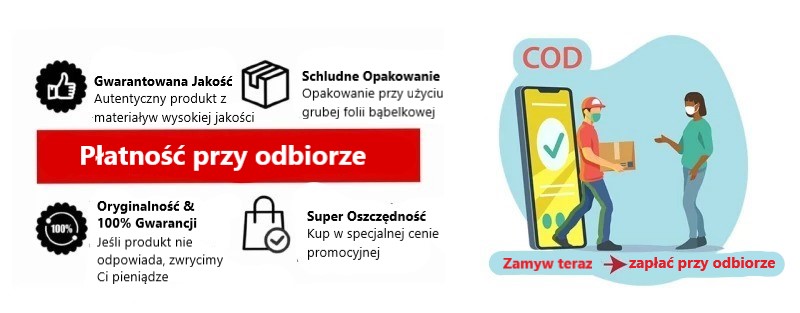 Gwarantowana Jakość
Autentyczny produkt z
materiaływ wysokiej jakości
Schludne Opakowanie
Opakowanie przy użyciu
grubej folii bąbelkowej
Płatność przy odbiorze
Oryginalność &
100% Gwarancji
Jeśli produkt nie
odpowiada, zwrycimy
Ci pieniądze
100%
Super Oszczędność
Kup w specjalnej cenie
promocyjnej
COD
Zamyw teraz
zapłać przy odbiorze